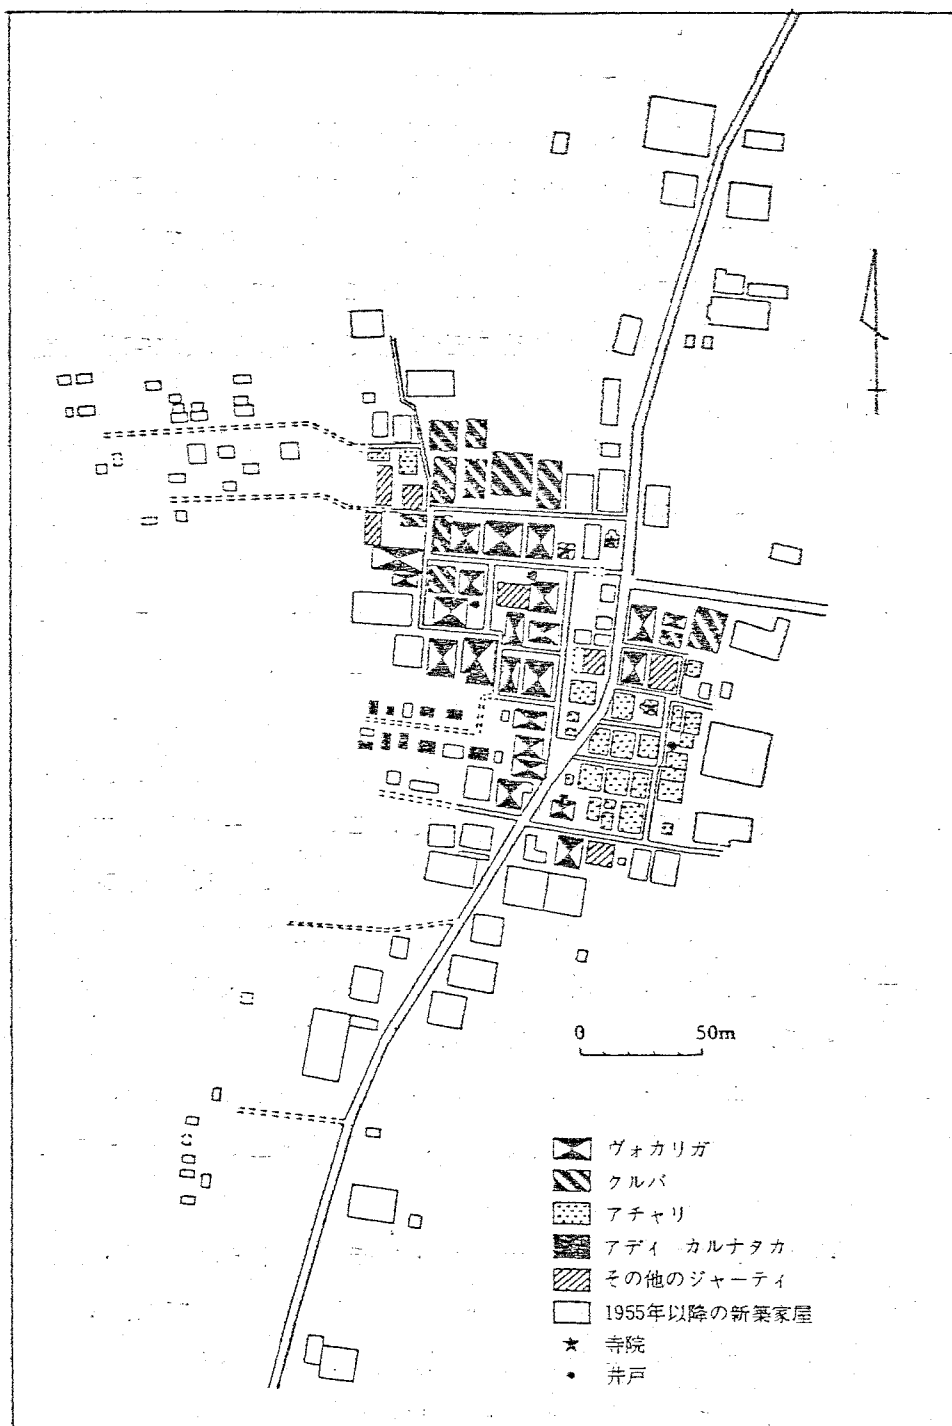 0 50m
ヴォカリガ
クルバ
アチャリ
アディ カルナタカ
その他のジャーティ
1955年以降の新築家屋
寺院
井戸